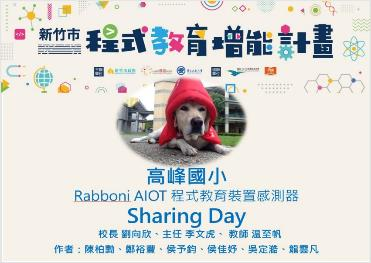 新竹市
程式教育增能計畫
高峰國小
Rabboni AIOT 程式教育裝置感測器
Sharing Day
校長 劉向欣、主任 李文虎、 教師 溫至帆
作者：陳柏勳、鄭裕豐、侯予鈞、侯佳妤、吳定澔、龍雲凡